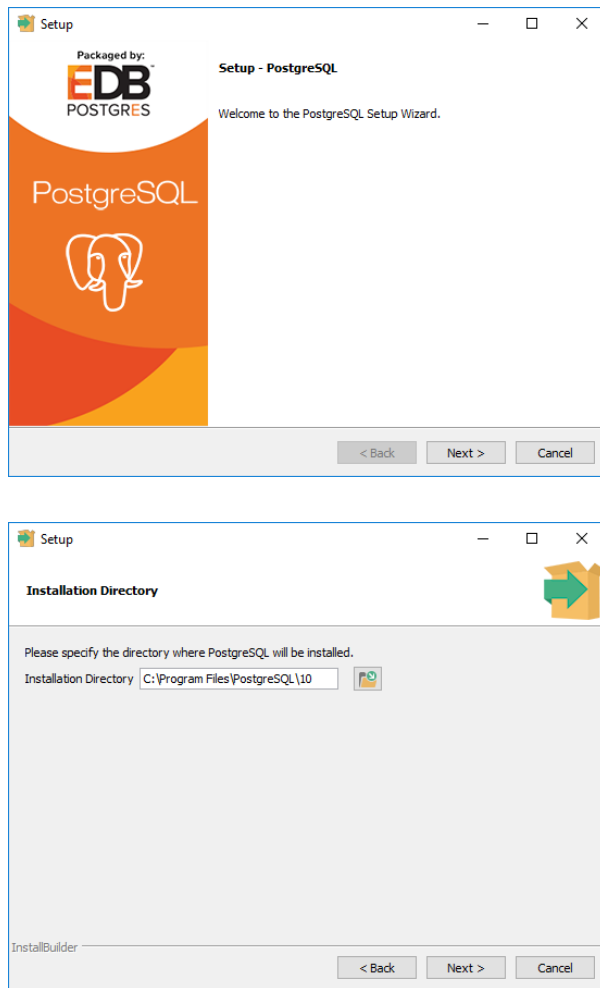 Setup
Packaged by:
EDB
POSTGRES
PostgreSQL
Setup - PostgreSQL
Welcome to the PostgreSQL Setup Wizard.
< Back
Next >
Cancel
Setup
Installation Directory
Please specify the directory where PostgreSQL will be installed.
Installation Directory C:\Program Files\PostgreSQL\10
InstallBuilder
< Back
Next >
Cancel